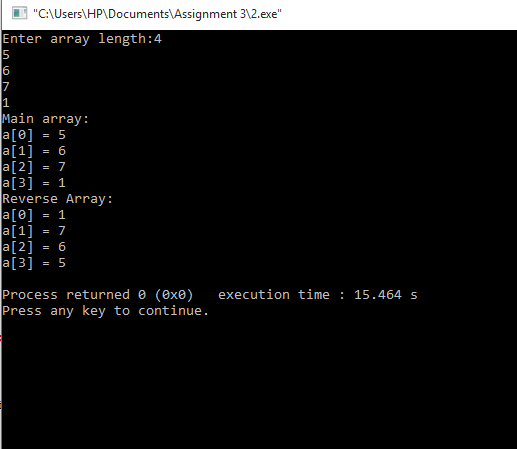 "C:\Users\HP\Documents\Assignment 3\2.exe"
Enter array length:4
5
6
7
1
Main array:
a[0] = 5
a[1] = 6
a[2] = 7
a[3] = 1
Reverse Array:
a[0] = 1
a[1] = 7
a[2] = 6
a[3] = 5
Process returned 0 (0x0)   execution time : 15.464 s
Press any key to continue.